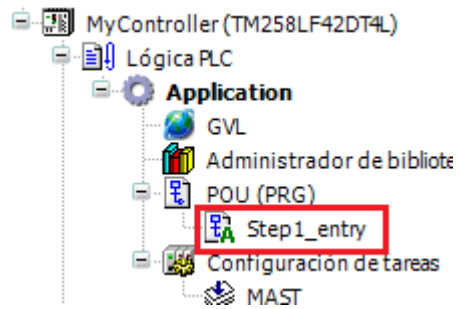 MyController (TM258LF42DT4L)
Lógica PLC
Application
GVL
Administrador de bibliote
POU (PRG)
Step1_entry
Configuración de tareas
MAST